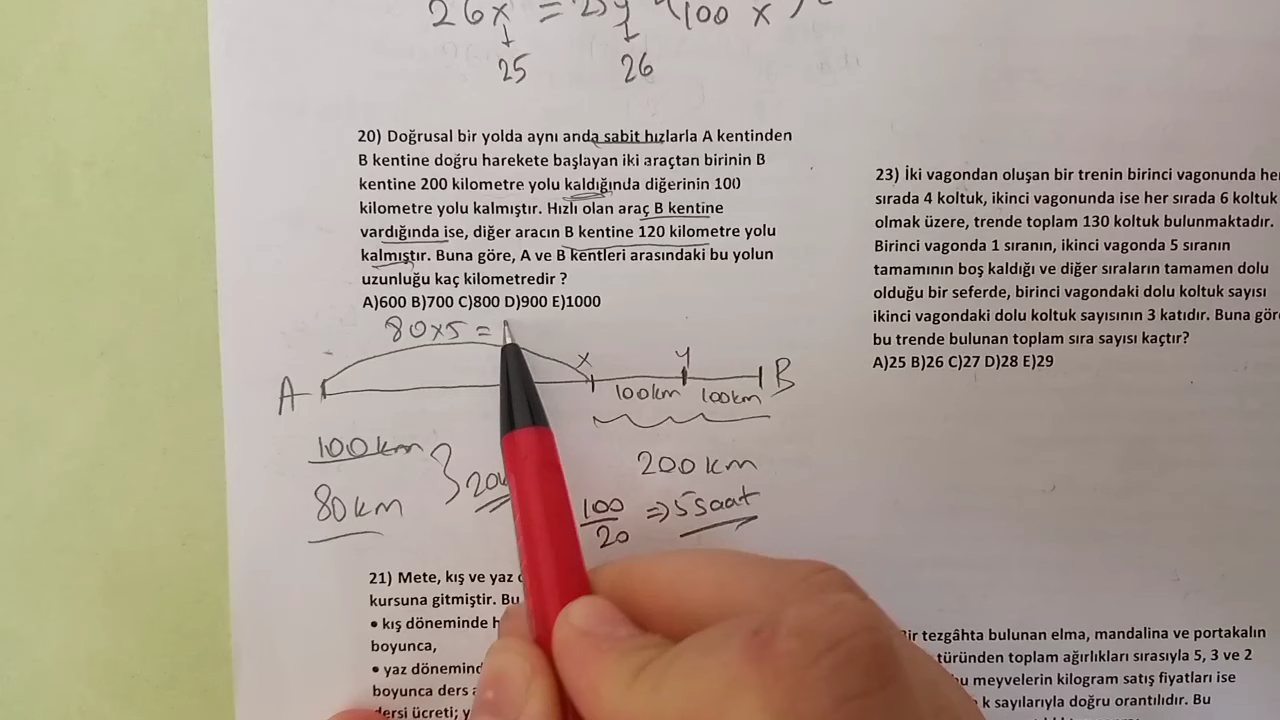 26x = 25y
(100 x)
25
26
20) Doğrusal bir yolda aynı anda sabit hızlarla A kentinden
B kentine doğru harekete başlayan iki araçtan birinin B
kentine 200 kilometre yolu kaldığında diğerinin 100
kilometre yolu kalmıştır. Hızlı olan araç B kentine
vardığında ise, diğer aracın B kentine 120 kilometre yolu
kalmıştır. Buna göre, A ve B kentleri arasındaki bu yolun
uzunluğu kaç kilometredir ?
A)600 B)700 C)800 D)900 E)1000
80x5 =
A x y B
100km 100km
100km
80km
20
200km
100
20
⇒ 5 saat
21) Mete, kış ve yaz
kursuna gitmiştir. Bu
• kış döneminde
boyunca,
• yaz
boyunca ders
dersi ücreti; y
23) İki vagondan oluşan bir trenin birinci vagonunda he
sırada 4 koltuk, ikinci vagonunda ise her sırada 6 koltuk
olmak üzere, trende toplam 130 koltuk bulunmaktadır.
Birinci vagonda 1 sıranın, ikinci vagonda 5 sıranın
tamamının boş kaldığı ve diğer sıraların tamamen dolu
olduğu bir seferde, birinci vagondaki dolu koltuk sayısı
ikinci vagondaki dolu koltuk sayısının 3 katıdır. Buna gör
bu trende bulunan toplam sıra sayısı kaçtır?
A)25 B)26 C)27 D)28 E)29
ir tezgâhta bulunan elma, mandalina ve portakalın
türünden toplam ağırlıkları sırasıyla 5, 3 ve 2
bu meyvelerin kilogram satış fiyatları ise
k sayılarıyla doğru orantılıdır. Bu